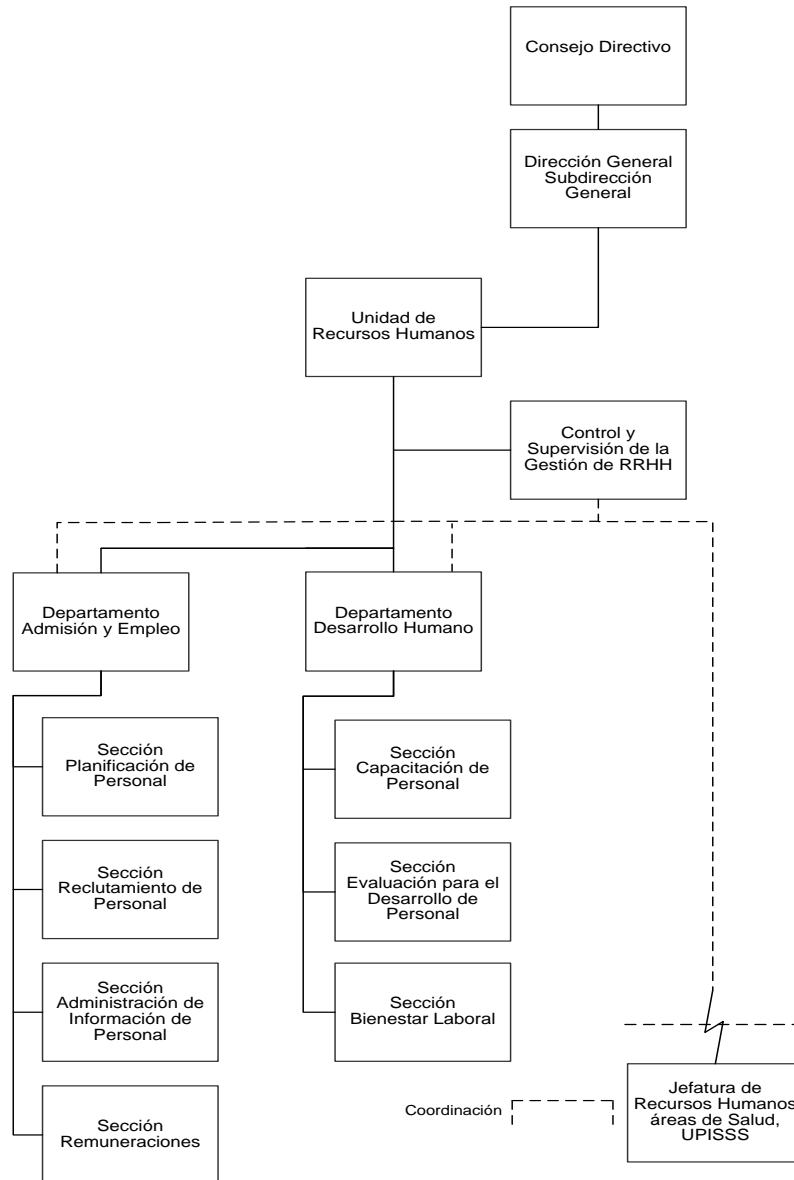 Consejo Directivo
Dirección General
Subdirección
General
Unidad de
Recursos Humanos
Control y
Supervisión de la
Gestión de RRHH
Departamento
Admisión y Empleo
Departamento
Desarrollo Humano
Sección
Planificación de
Personal
Sección
Capacitación de
Personal
Sección
Reclutamiento de
Personal
Sección
Evaluación para el
Desarrollo de
Personal
Sección
Administración de
Información de
Personal
Sección
Bienestar Laboral
Sección
Remuneraciones
Coordinación
Jefatura de
Recursos Humanos
áreas de Salud,
UPISSS